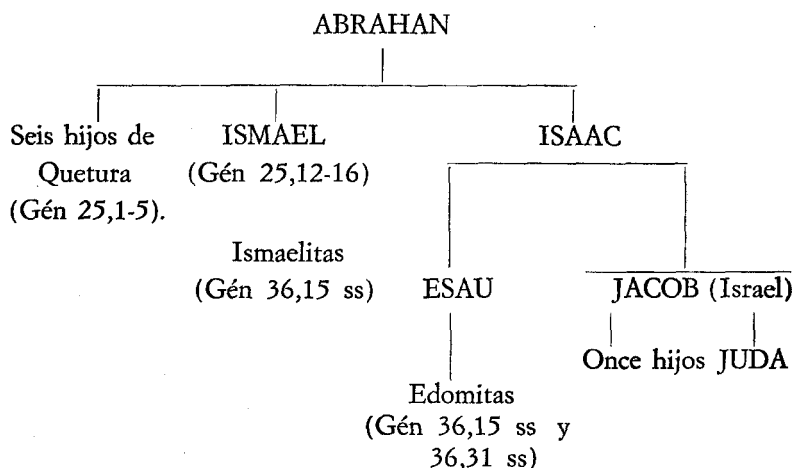 ABRAHAN
Seis hijos de
Quetura
(Gén 25,1-5).
ISMAEL
(Gén 25,12-16)
Ismaelitas
(Gén 36,15 ss)
ISAAC
ESAU
Edomitas
(Gén 36,15 ss y
36,31 ss)
JACOB (Israel)
Once hijos JUDA